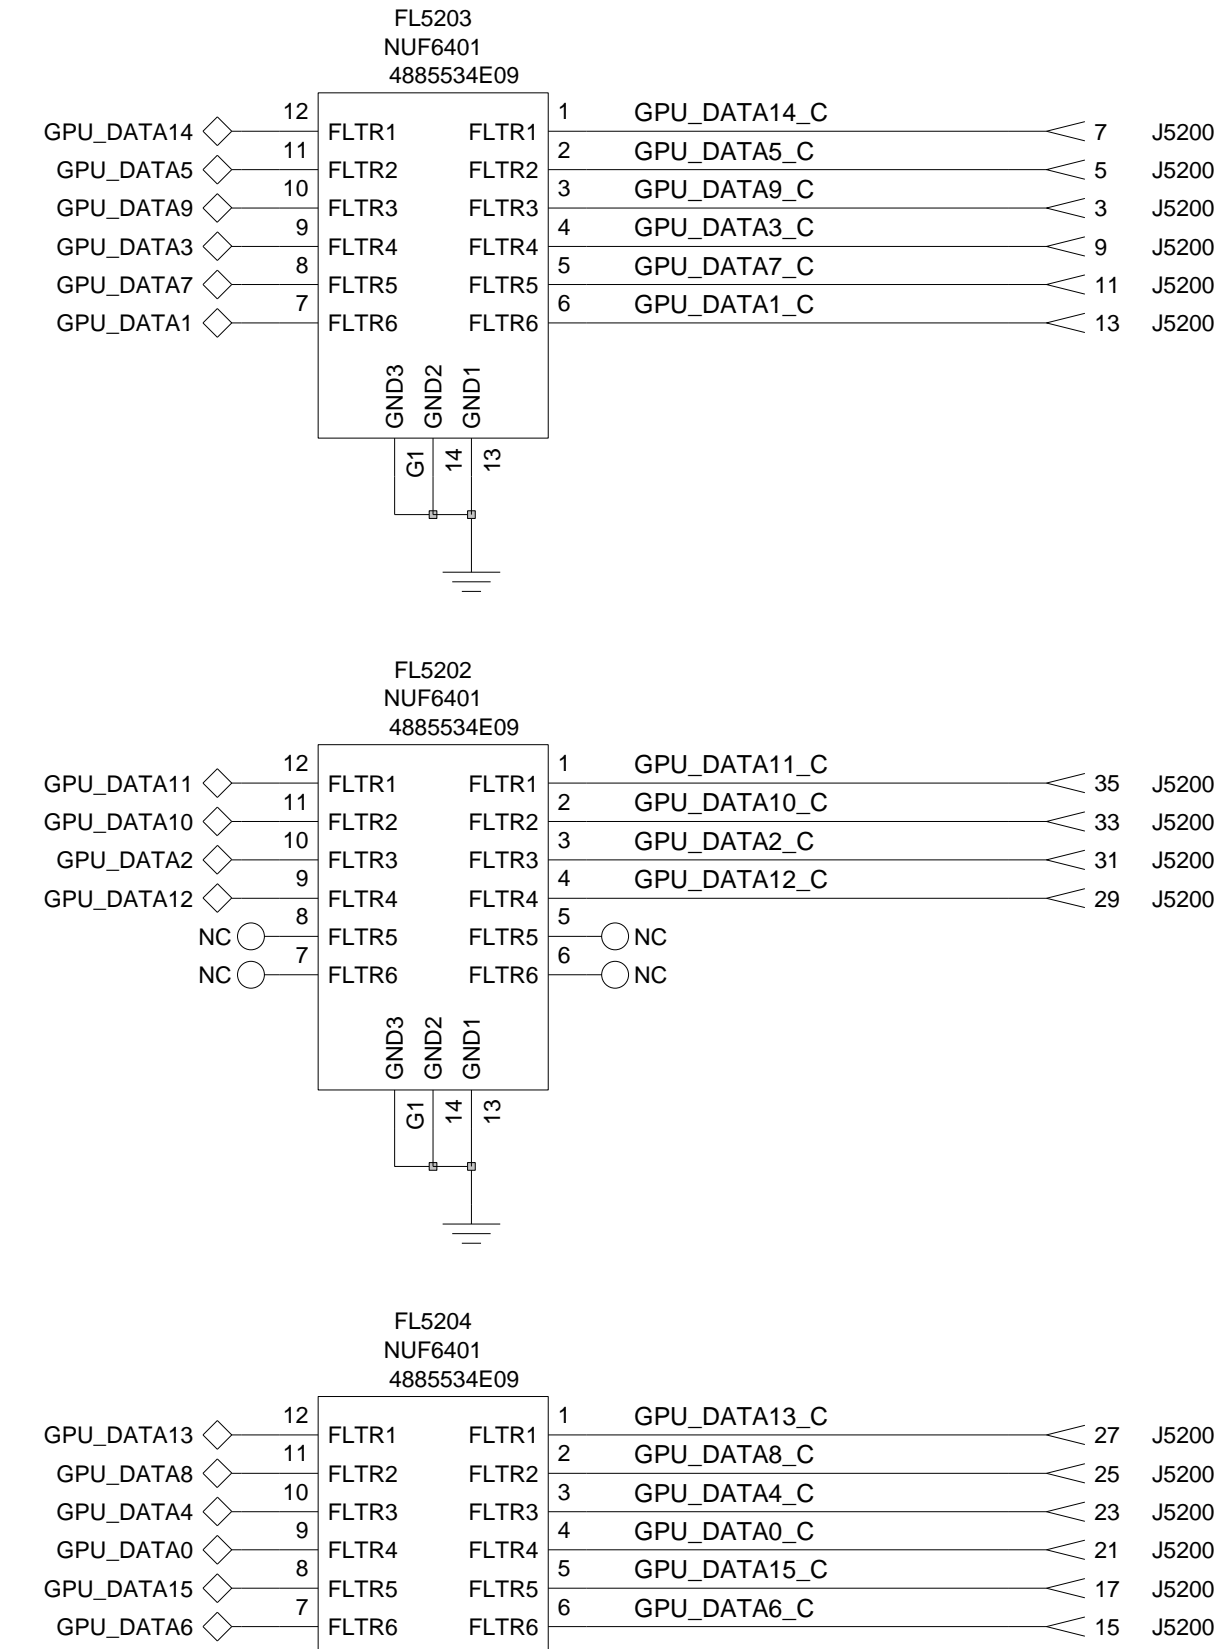 FL5203
NUF6401
4885534E09
12 1 GPU_DATA14_C
GPU_DATA14 FLTR1 FLTR1 7 J5200
11 2 GPU_DATA5_C
GPU_DATA5 FLTR2 FLTR2 5 J5200
10 3 GPU_DATA9_C
GPU_DATA9 FLTR3 FLTR3 3 J5200
9 4 GPU_DATA3_C
GPU_DATA3 FLTR4 FLTR4 9 J5200
8 5 GPU_DATA7_C
GPU_DATA7 FLTR5 FLTR5 11 J5200
7 6 GPU_DATA1_C
GPU_DATA1 FLTR6 FLTR6 13 J5200
GND3 GND2 GND1
G1 14 13
FL5202
NUF6401
4885534E09
12 1 GPU_DATA11_C
GPU_DATA11 FLTR1 FLTR1 35 J5200
11 2 GPU_DATA10_C
GPU_DATA10 FLTR2 FLTR2 33 J5200
10 3 GPU_DATA2_C
GPU_DATA2 FLTR3 FLTR3 31 J5200
9 4 GPU_DATA12_C
GPU_DATA12 FLTR4 FLTR4 29 J5200
8 5
NC FLTR5 FLTR5 NC
7 6
NC FLTR6 FLTR6 NC
GND3 GND2 GND1
G1 14 13
FL5204
NUF6401
4885534E09
12 1 GPU_DATA13_C
GPU_DATA13 FLTR1 FLTR1 27 J5200
11 2 GPU_DATA8_C
GPU_DATA8 FLTR2 FLTR2 25 J5200
10 3 GPU_DATA4_C
GPU_DATA4 FLTR3 FLTR3 23 J5200
9 4 GPU_DATA0_C
GPU_DATA0 FLTR4 FLTR4 21 J5200
8 5 GPU_DATA15_C
GPU_DATA15 FLTR5 FLTR5 17 J5200
7 6 GPU_DATA6_C
GPU_DATA6 FLTR6 FLTR6 15 J5200